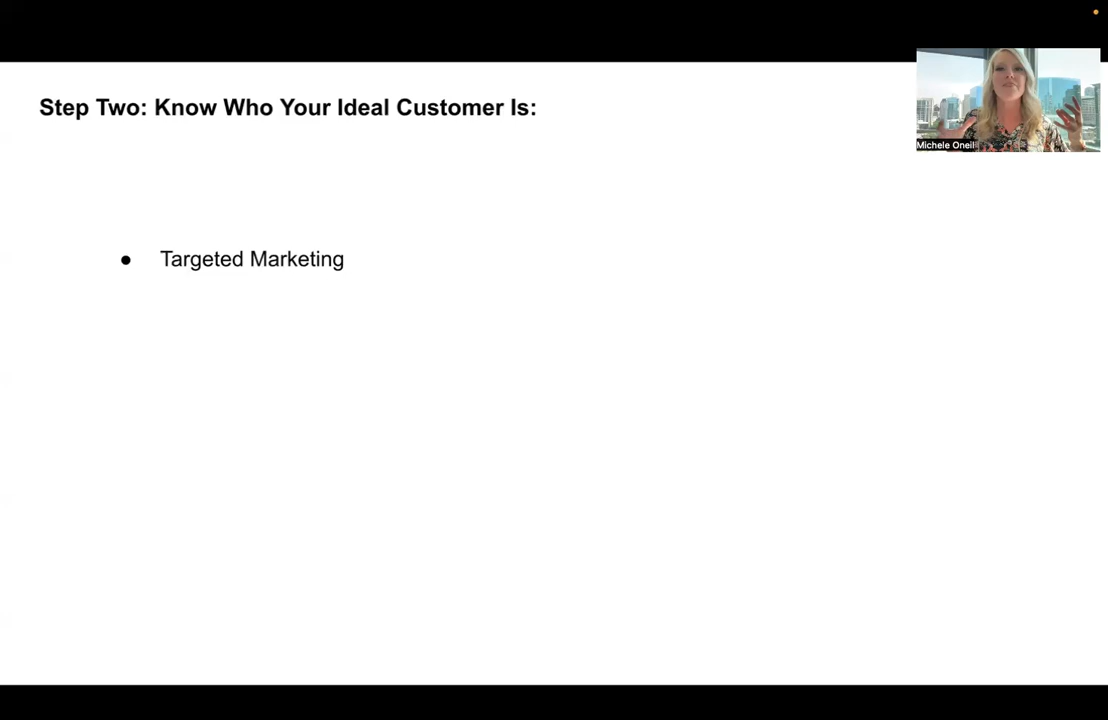 Step Two: Know Who Your Ideal Customer Is:
Michele Oneil
● Targeted Marketing